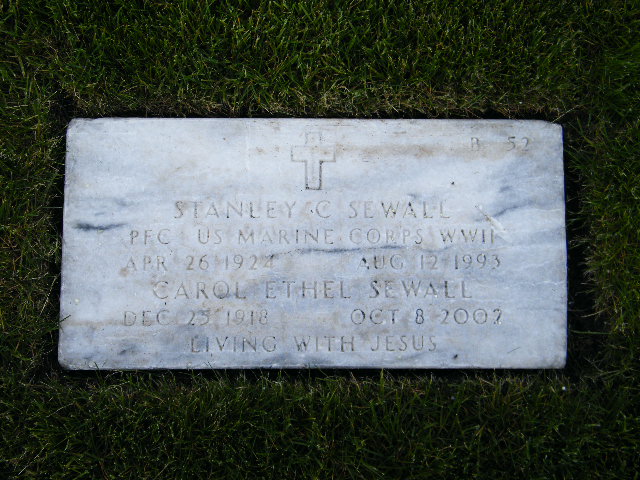 B 52
STANLEY C SEWALL
PFC US MARINE CORPS WWII
APR 26 1924 AUG 12 1993
CAROL ETHEL SEWALL
DEC 25 1918 OCT 8 2002
LIVING WITH JESUS